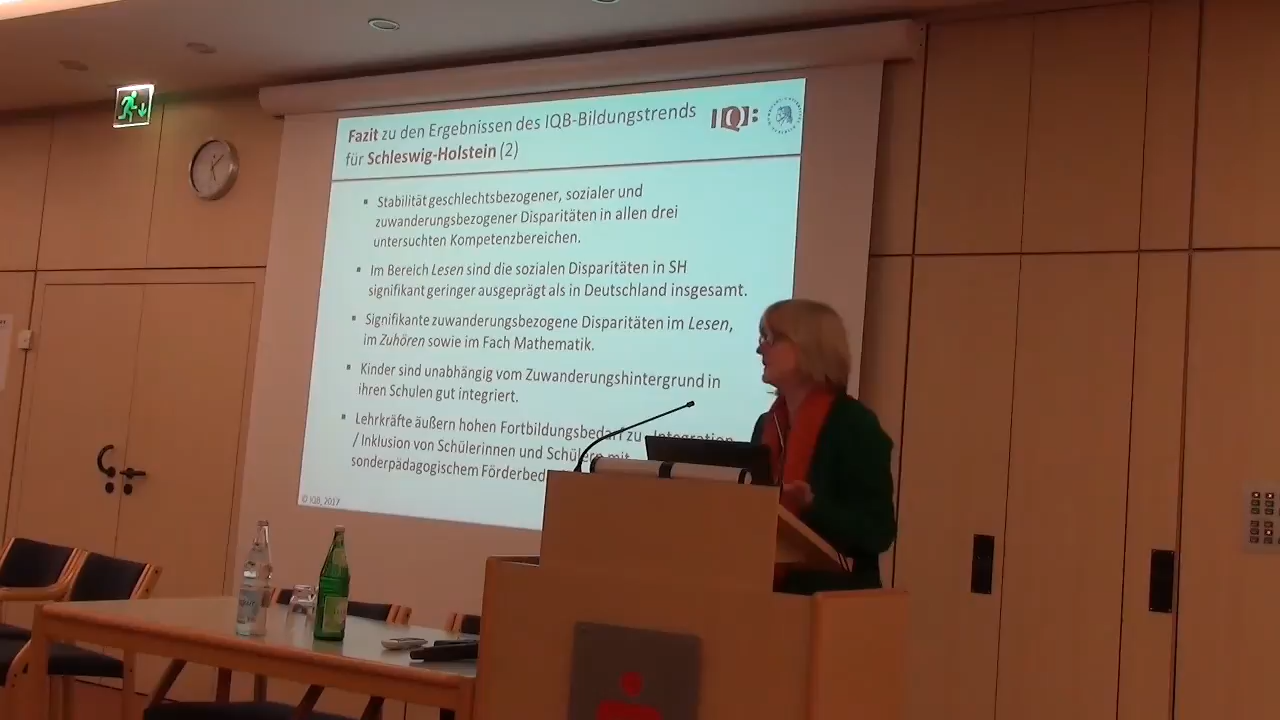 Fazit zu den Ergebnissen des IQB-Bildungstrends
für Schleswig-Holstein (2)
IQB
▪ Stabilität geschlechtsbezogener, sozialer und
zuwanderungsbezogener Disparitäten in allen drei
untersuchten Kompetenzbereichen.
▪ Im Bereich Lesen sind die sozialen Disparitäten in SH
signifikant geringer ausgeprägt als in Deutschland insgesamt.
▪ Signifikante zuwanderungsbezogene Disparitäten im Lesen,
im Zuhören sowie im Fach Mathematik.
▪ Kinder sind unabhängig vom Zuwanderungshintergrund in
ihren Schulen gut integriert.
▪ Lehrkräfte äußern hohen Fortbildungsbedarf zu „Integration
/ Inklusion von Schülerinnen und Schülern mit
sonderpädagogischem
© IQB, 2017